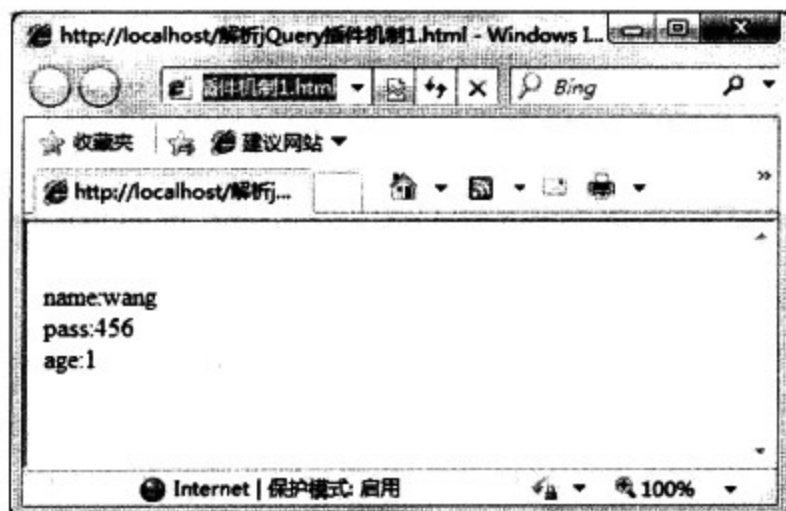 http://localhost/解析jQuery插件机制1.html - Windows I...
插件机制1.html
Bing
收藏夹
建议网站
http://localhost/解析j...
name:wang
pass:456
age:1
Internet | 保护模式: 启用
100%